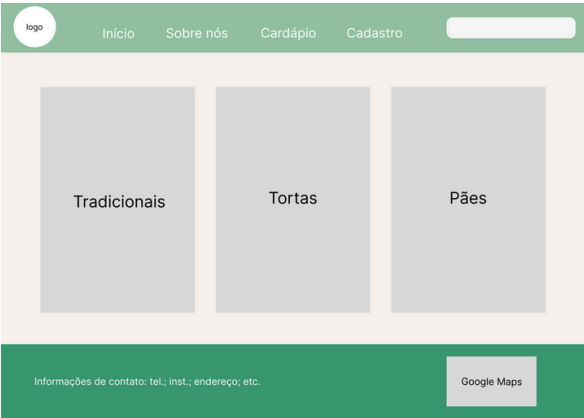 logo
Início
Sobre nós
Cardápio
Cadastro
Tradicionais
Tortas
Pães
Informações de contato: tel.; inst.; endereço; etc.
Google Maps